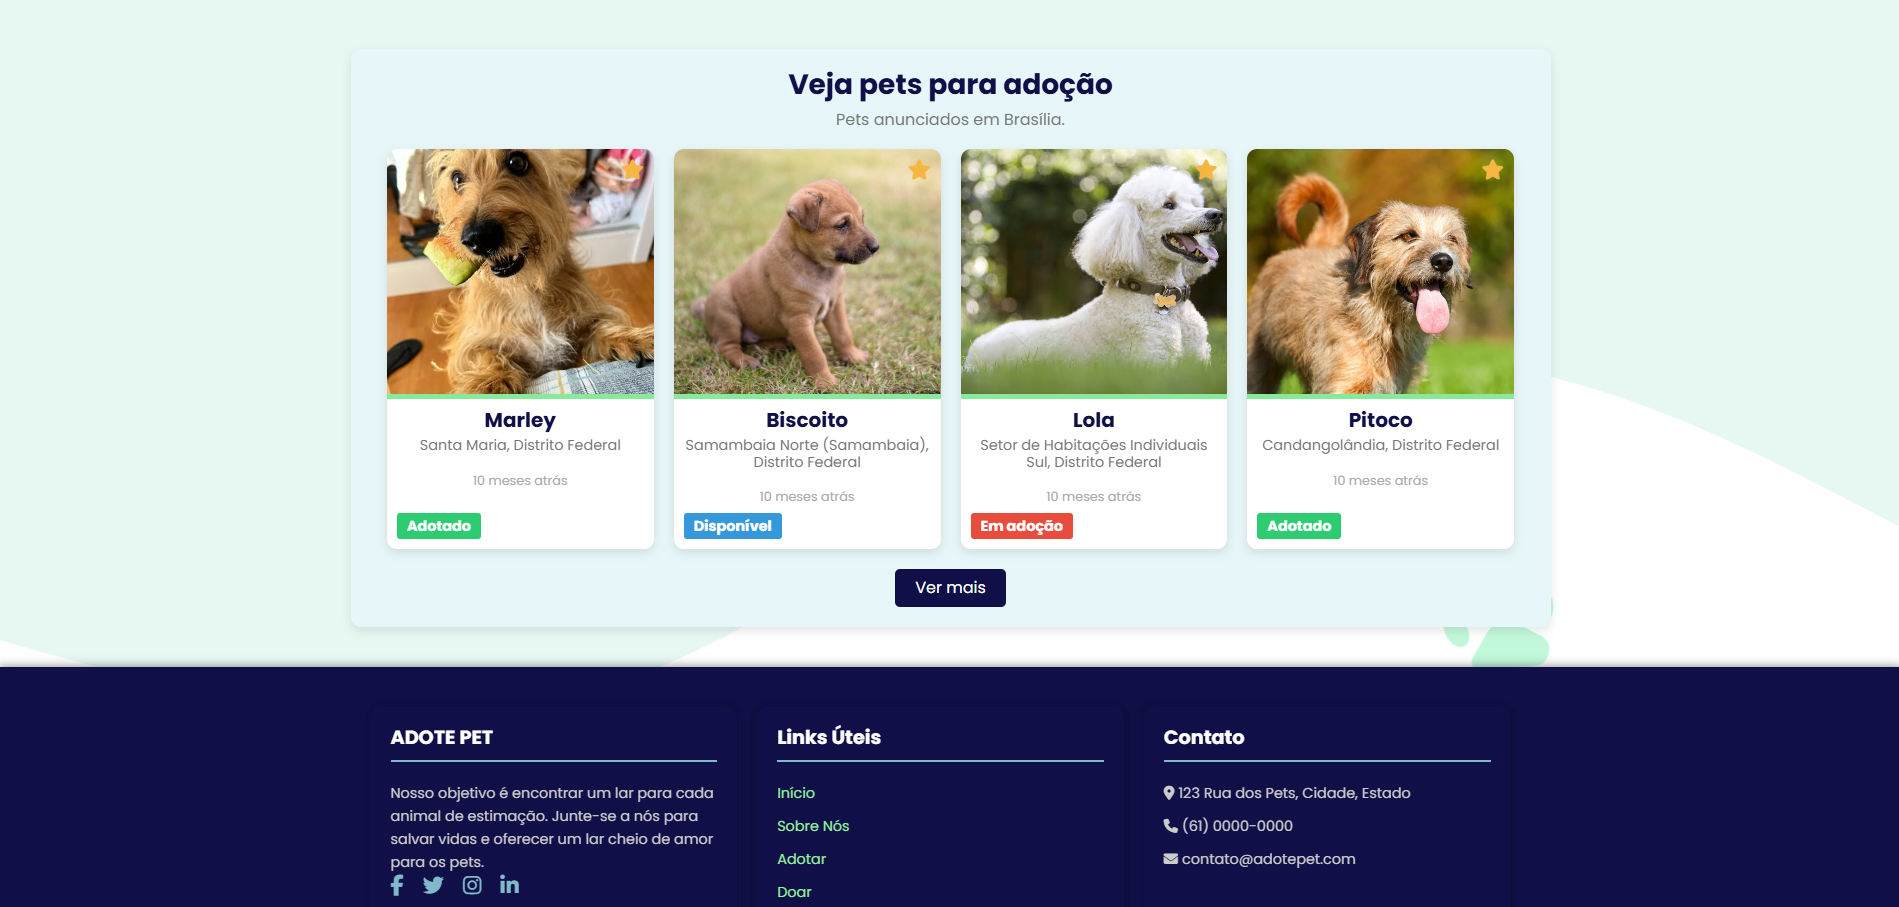 Veja pets para adoção
Pets anunciados em Brasília.
Marley
Santa Maria, Distrito Federal
10 meses atrás
Adotado
Biscoito
Samambaia Norte (Samambaia),
Distrito Federal
10 meses atrás
Disponível
Lola
Setor de Habitações Individuais
Sul, Distrito Federal
10 meses atrás
Em adoção
Pitoco
Candangolândia, Distrito Federal
10 meses atrás
Adotado
Ver mais
ADOTE PET
Nosso objetivo é encontrar um lar para cada
animal de estimação. Junte-se a nós para
salvar vidas e oferecer um lar cheio de amor
para os pets.
Links Úteis
Início
Sobre Nós
Adotar
Doar
Contato
123 Rua dos Pets, Cidade, Estado
(61) 0000-0000
contato@adotepet.com